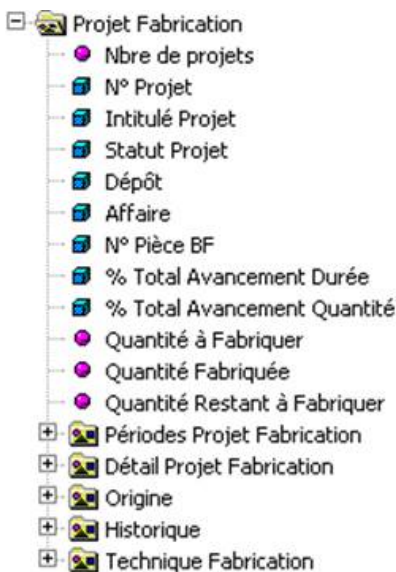 Projet Fabrication
Nbre de projets
N° Projet
Intitulé Projet
Statut Projet
Dépôt
Affaire
N° Pièce BF
% Total Avancement Durée
% Total Avancement Quantité
Quantité à Fabriquer
Quantité Fabriquée
Quantité Restant à Fabriquer
Périodes Projet Fabrication
Détail Projet Fabrication
Origine
Historique
Technique Fabrication